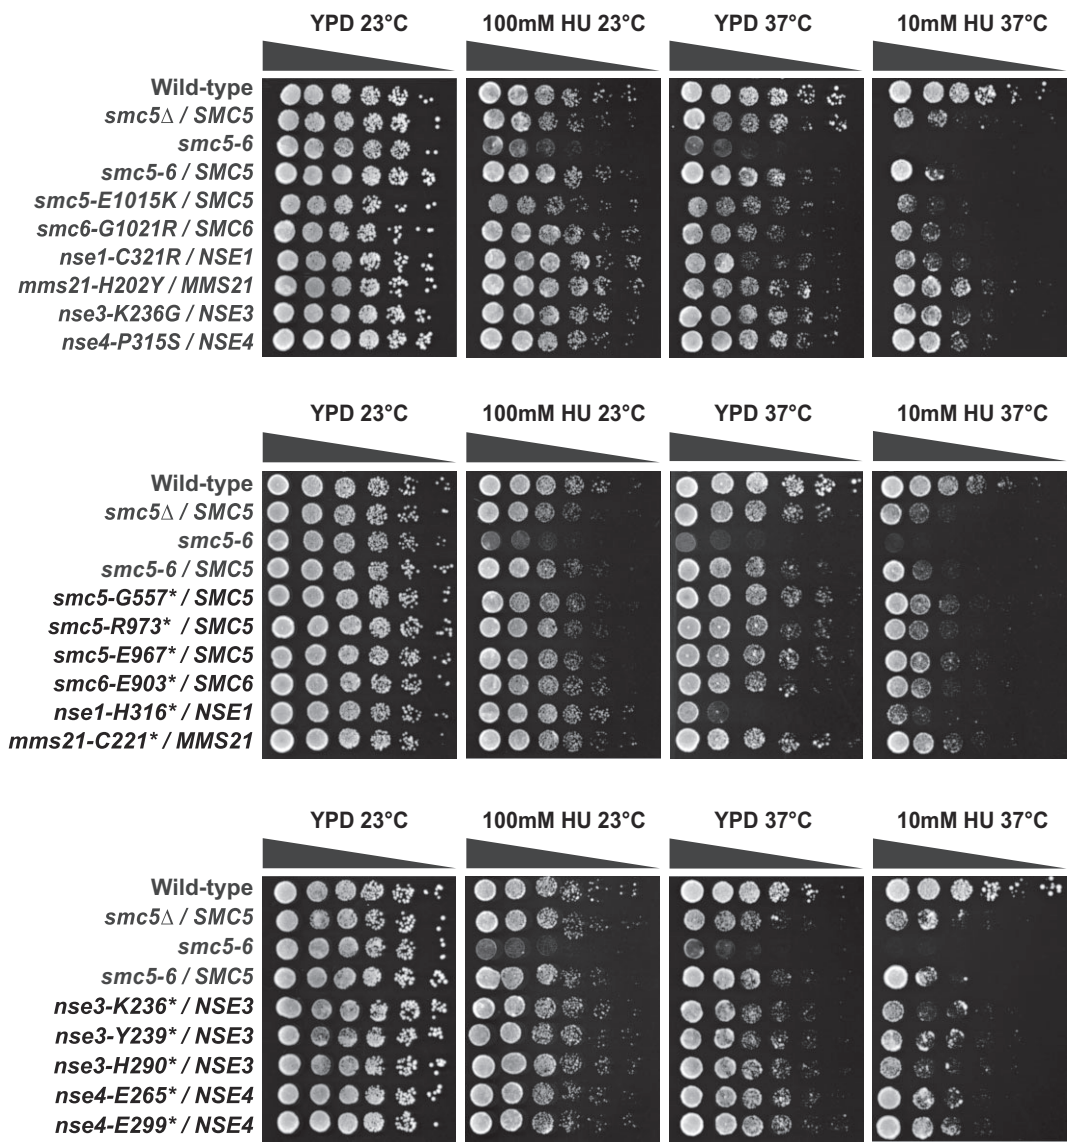 YPD 23°C 100mM HU 23°C YPD 37°C 10mM HU 37°C
Wild-type
smc5Δ / SMC5
smc5-6
smc5-6 / SMC5
smc5-E1015K / SMC5
smc6-G1021R / SMC6
nse1-C321R / NSE1
mms21-H202Y / MMS21
nse3-K236G / NSE3
nse4-P315S / NSE4
YPD 23°C 100mM HU 23°C YPD 37°C 10mM HU 37°C
Wild-type
smc5Δ / SMC5
smc5-6
smc5-6 / SMC5
smc5-G557* / SMC5
smc5-R973* / SMC5
smc5-E967* / SMC5
smc6-E903* / SMC6
nse1-H316* / NSE1
mms21-C221* / MMS21
YPD 23°C 100mM HU 23°C YPD 37°C 10mM HU 37°C
Wild-type
smc5Δ / SMC5
smc5-6
smc5-6 / SMC5
nse3-K236* / NSE3
nse3-Y239* / NSE3
nse3-H290* / NSE3
nse4-E265* / NSE4
nse4-E299* / NSE4